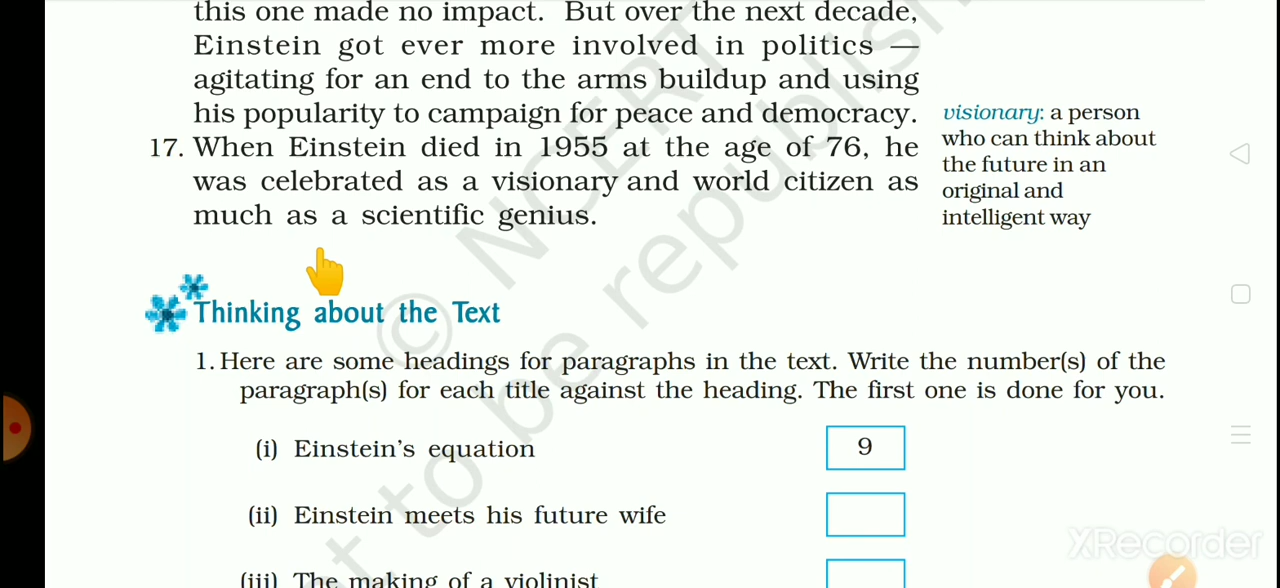 this one made no impact. But over the next decade,
Einstein got ever more involved in politics —
agitating for an end to the arms buildup and using
his popularity to campaign for peace and democracy.
17. When Einstein died in 1955 at the age of 76, he
was celebrated as a visionary and world citizen as
much as a scientific genius.
visionary: a person
who can think about
the future in an
original and
intelligent way
Thinking about the Text
1. Here are some headings for paragraphs in the text. Write the number(s) of the
paragraph(s) for each title against the heading. The first one is done for you.
(i) Einstein's equation 9
(ii) Einstein meets his future wife
(iii) The making of a violinist
© NCERT
not to be republish
XRecorder